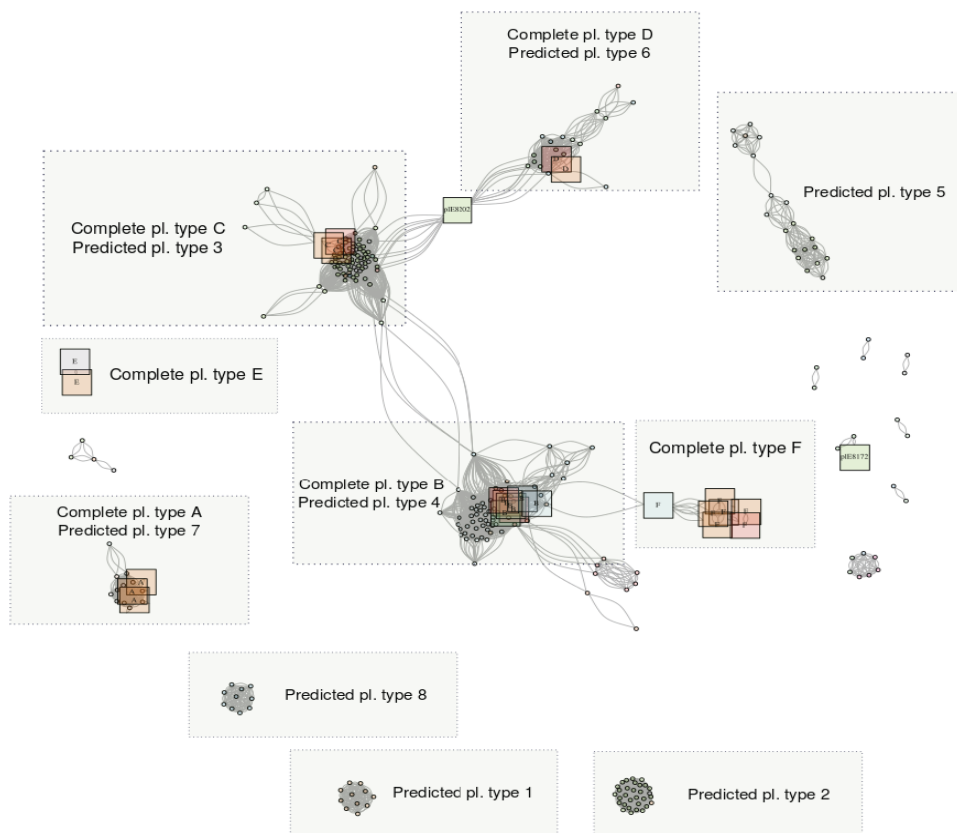 Complete pl. type D
Predicted pl. type 6
Predicted pl. type 5
Complete pl. type C
Predicted pl. type 3
pIE8202
D
Complete pl. type E
E
E
Complete pl. type B
Predicted pl. type 4
B
Complete pl. type F
F
E
F
pIE8172
Complete pl. type A
Predicted pl. type 7
A
A
A
Predicted pl. type 8
Predicted pl. type 1
Predicted pl. type 2